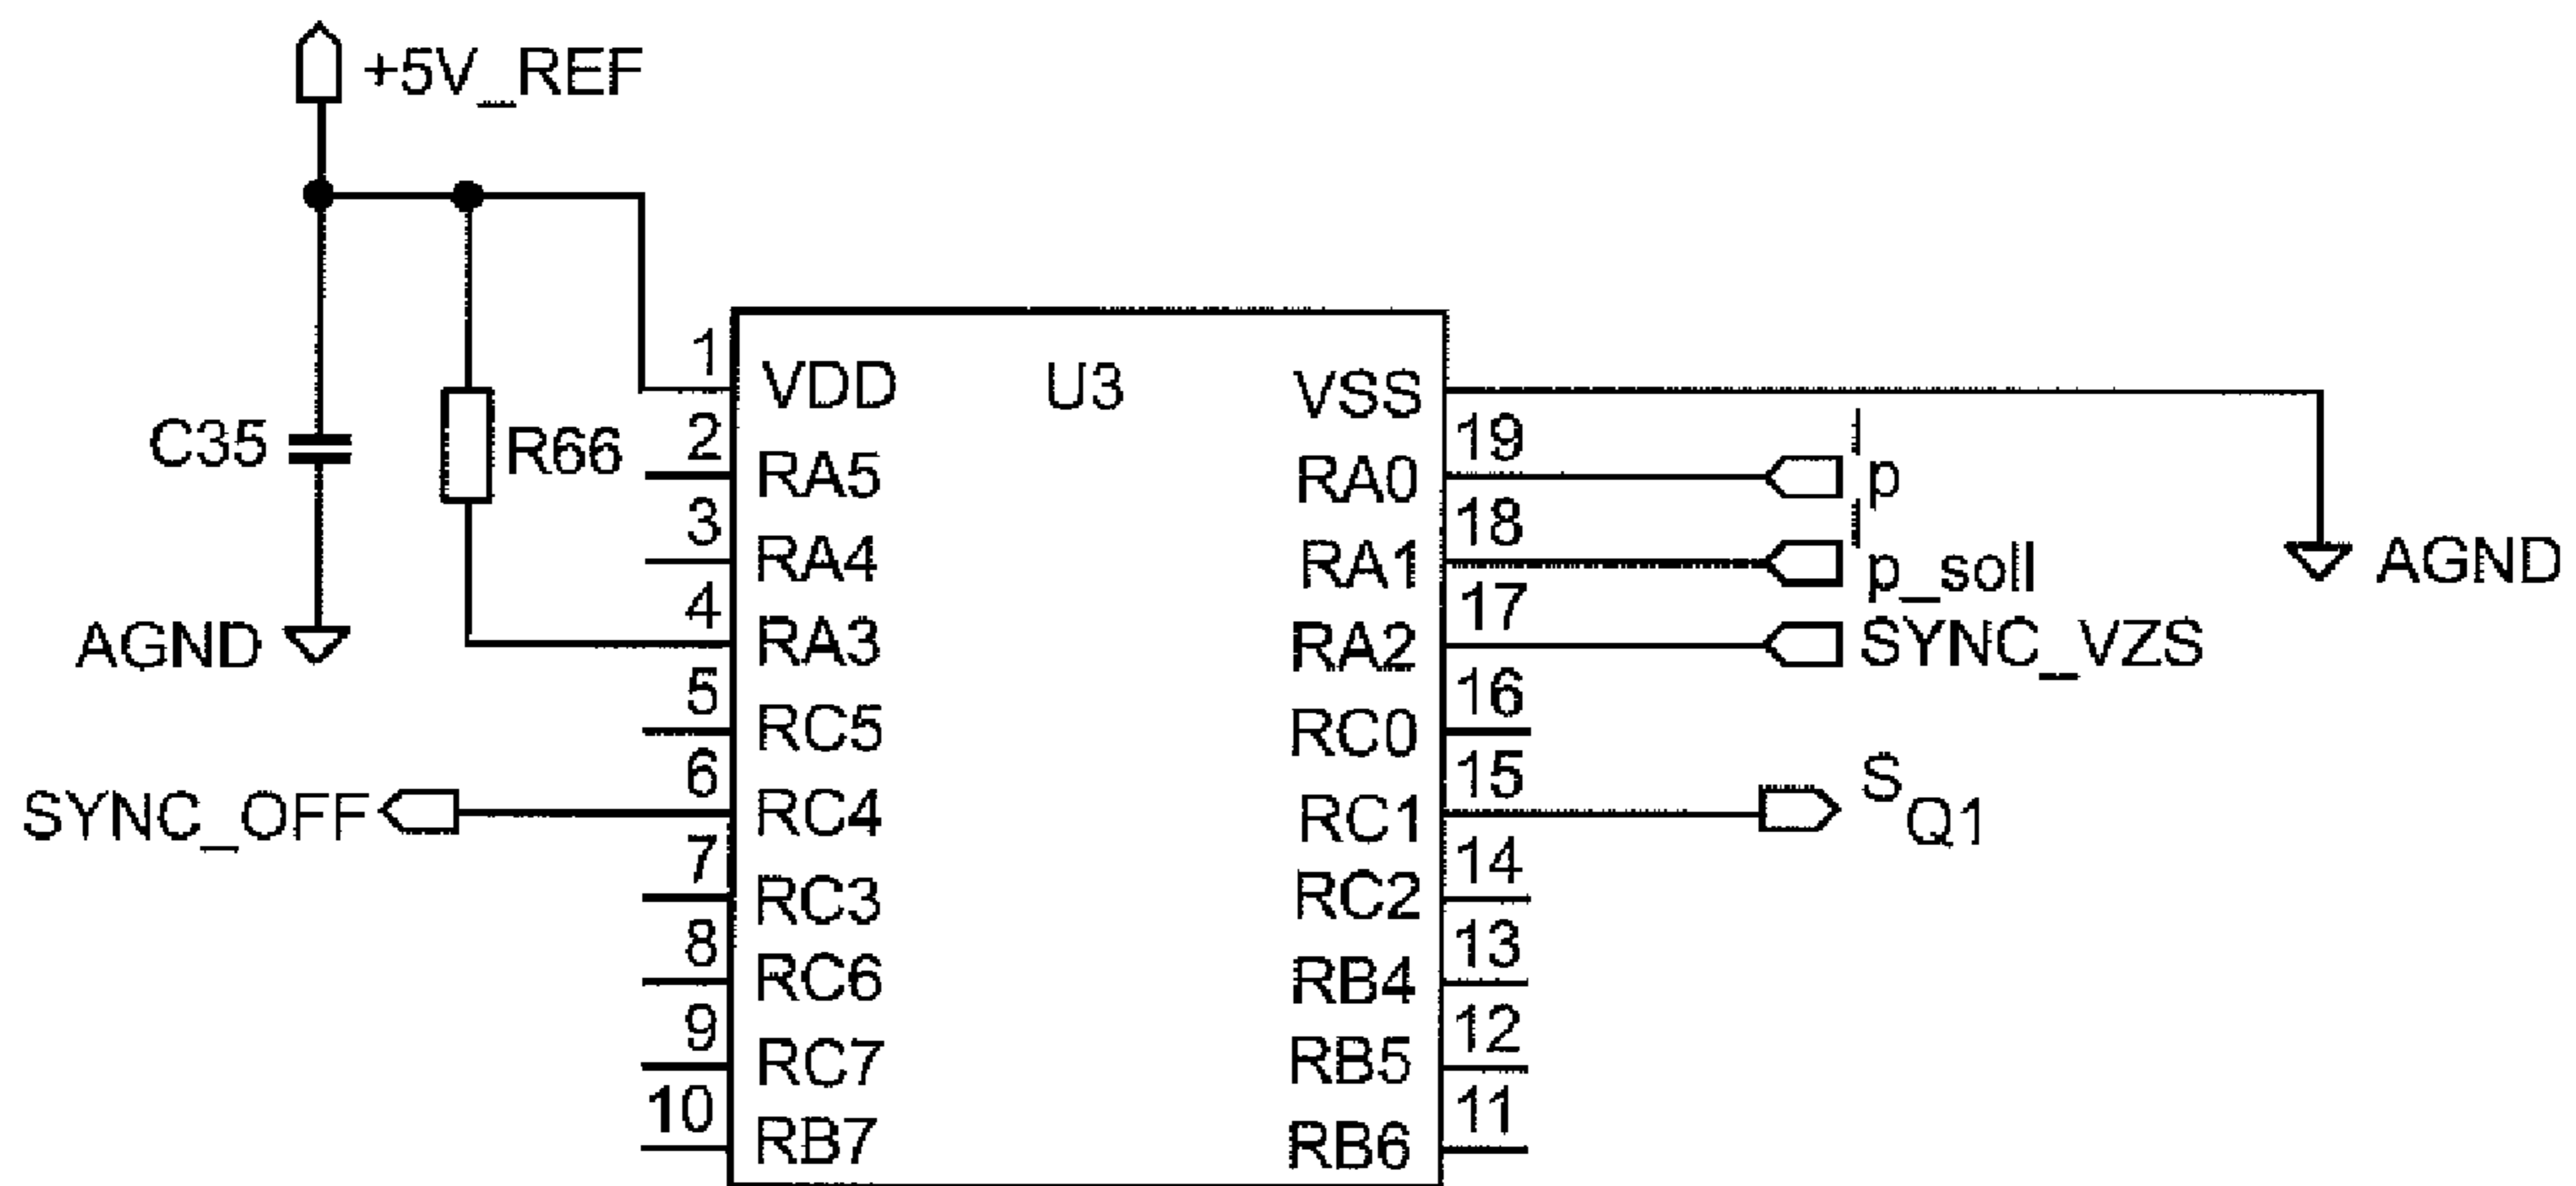 +5V_REF
1 VDD U3 VSS
C35 R66 2 RA5 19 RA0 p
3 RA4 18 RA1 p_soll AGND
AGND 4 RA3 17 RA2 SYNC_VZS
5 RC5 16 RC0
SYNC_OFF 6 RC4 15 RC1 S Q1
7 RC3 14 RC2
8 RC6 13 RB4
9 RC7 12 RB5
10 RB7 11 RB6